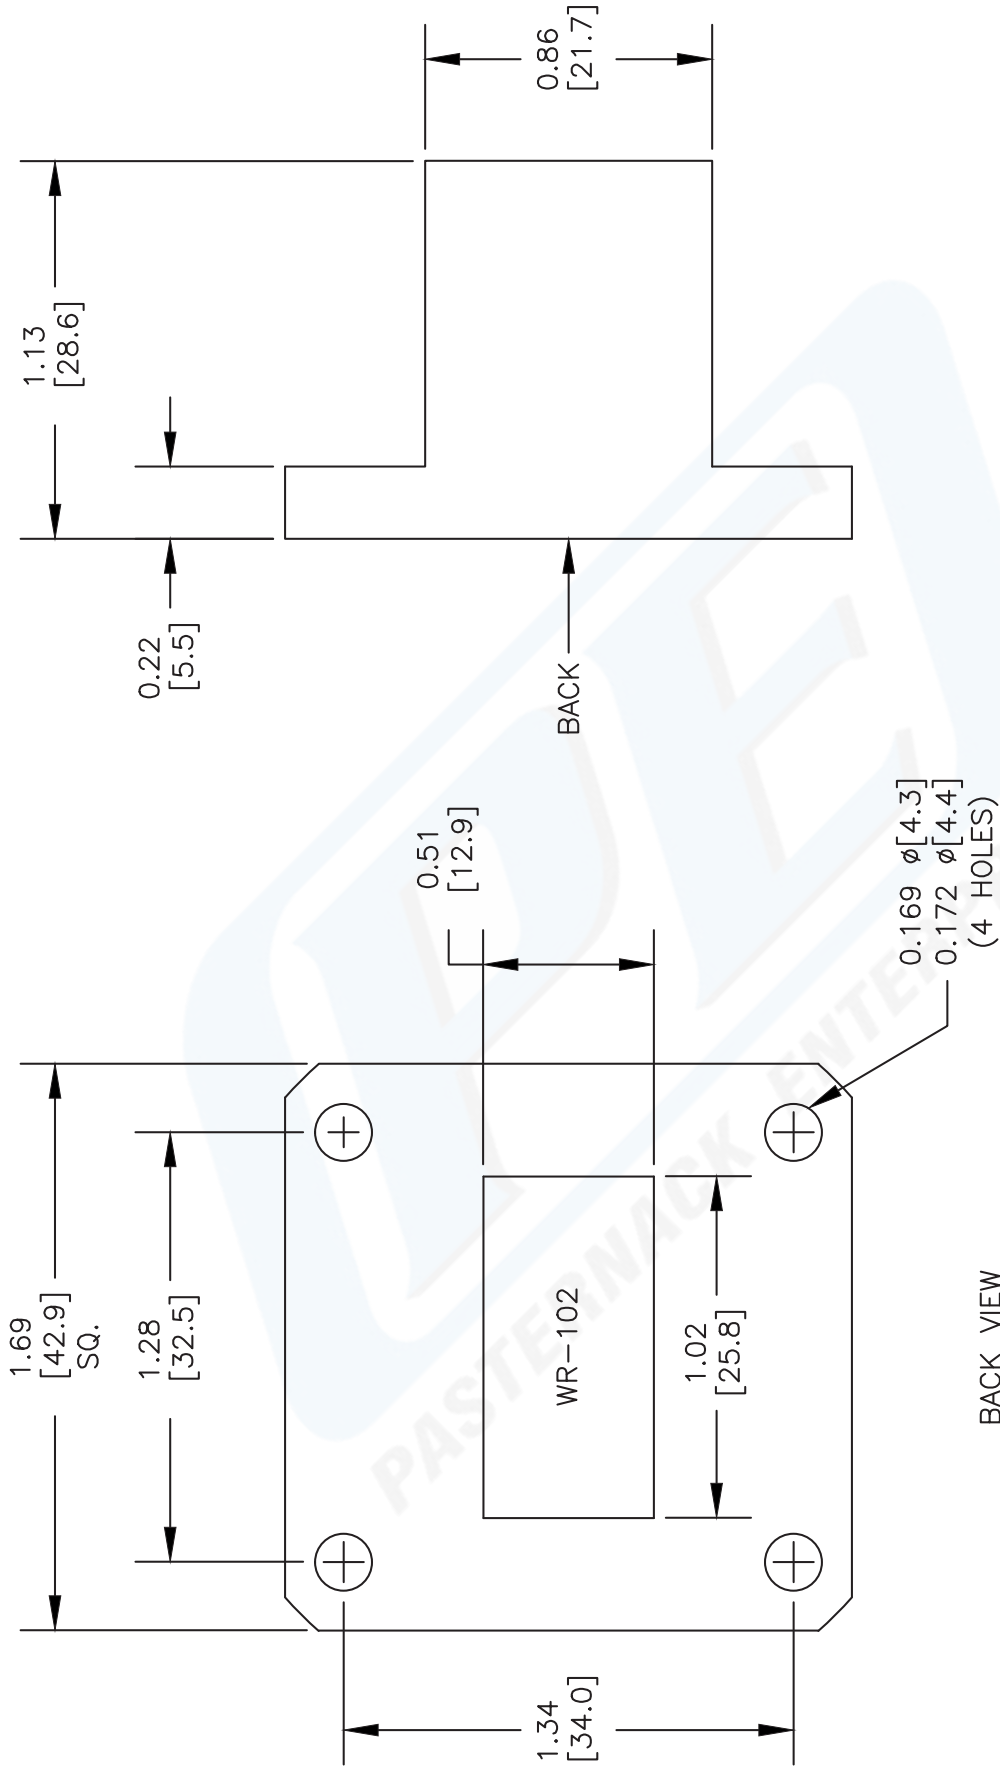 1.69
[42.9]
SQ.
1.28
[32.5]
1.34
[34.0]
WR-102
1.02
[25.8]
0.51
[12.9]
0.169 ø[4.3]
0.172 ø[4.4]
(4 HOLES)
BACK VIEW
1.13
[28.6]
0.22
[5.5]
BACK
0.86
[21.7]
PE
PASTERNACK